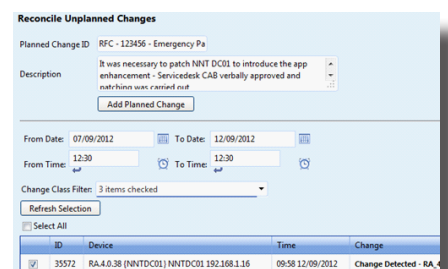 Reconcile Unplanned Changes
Planned Change ID RFC - 123456 - Emergency Pa
Description It was necessary to patch NNT DC01 to introduce the app
enhancement - Servicedesk CAB verbally approved and
patching was carried out
Add Planned Change
From Date: 07/09/2012 To Date: 12/09/2012
From Time: 12:30 To Time: 12:30
Change Class Filter: 3 items checked
Refresh Selection
Select All
ID Device Time Change
35572 RA.4.0.38 {NNTDC01} NNTDC01 192.168.1.16 09:58 12/09/2012 Change Detected - RA_4